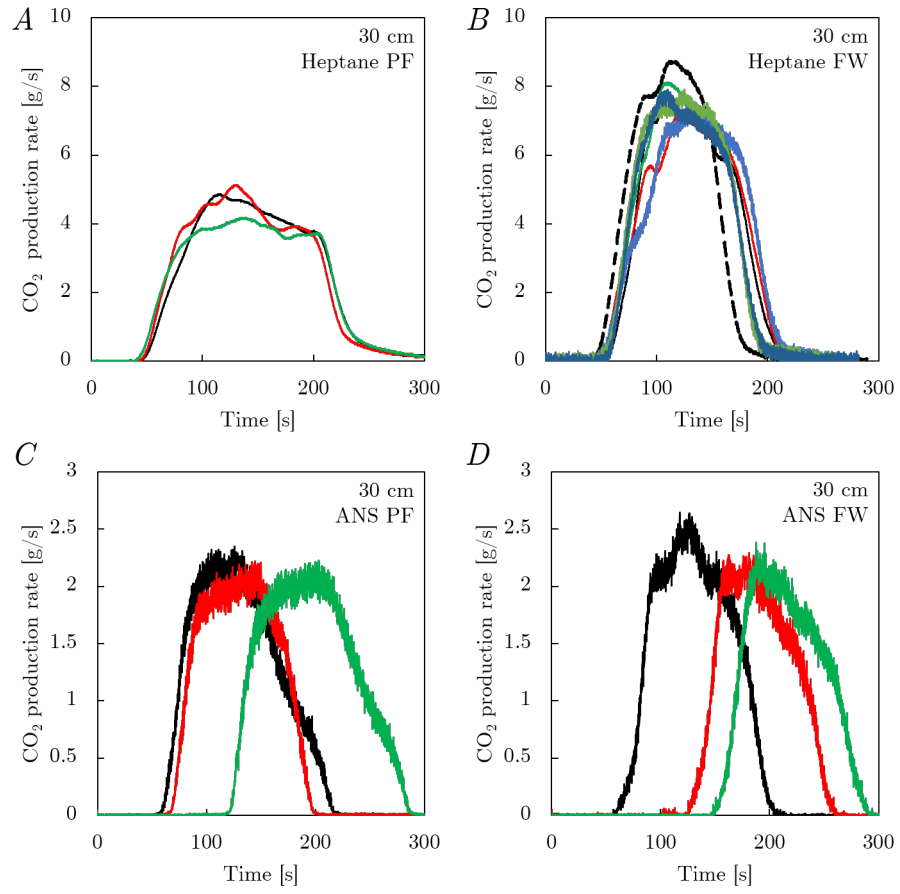 A
30 cm
Heptane PF
CO2 production rate [g/s]
10
8
6
4
2
0
0 100 200 300
Time [s]
B
30 cm
Heptane FW
CO2 production rate [g/s]
10
8
6
4
2
0
0 100 200 300
Time [s]
C
30 cm
ANS PF
CO2 production rate [g/s]
3
2.5
2
1.5
1
0.5
0
0 100 200 300
Time [s]
D
30 cm
ANS FW
CO2 production rate [g/s]
3
2.5
2
1.5
1
0.5
0
0 100 200 300
Time [s]